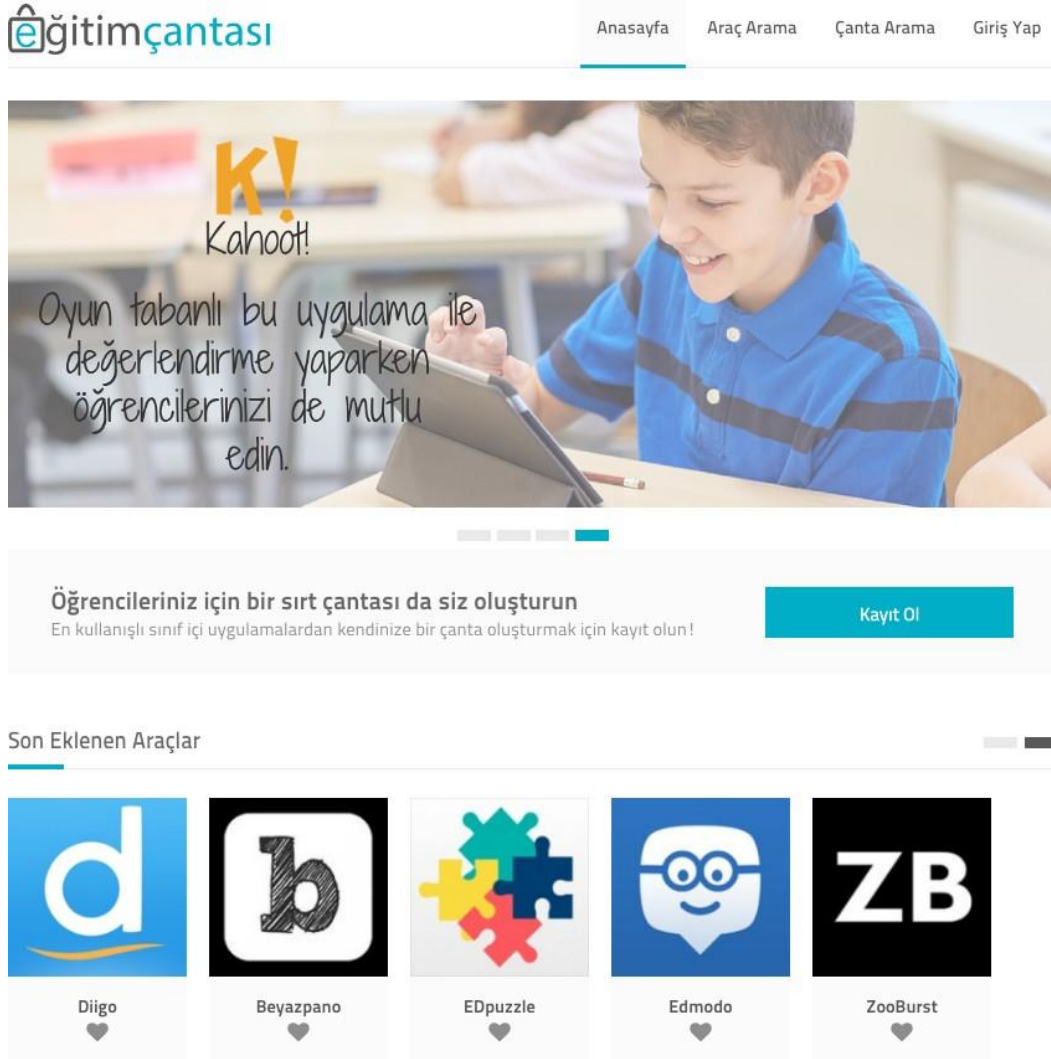 eğitimçantası
Anasayfa Araç Arama Çanta Arama Giriş Yap
K!
Kahoot!
Oyun tabanlı bu uygulama ile
değerlendirme yaparken
öğrencilerinizi de mutlu
edin.
Öğrencileriniz için bir sırt çantası da siz oluşturun
En kullanışlı sınıf içi uygulamalardan kendinize bir çanta oluşturmak için kayıt olun!
Kayıt Ol
Son Eklenen Araçlar
d
b
ZB
Diigo
Beyazpano
EDpuzzle
Edmodo
ZooBurst